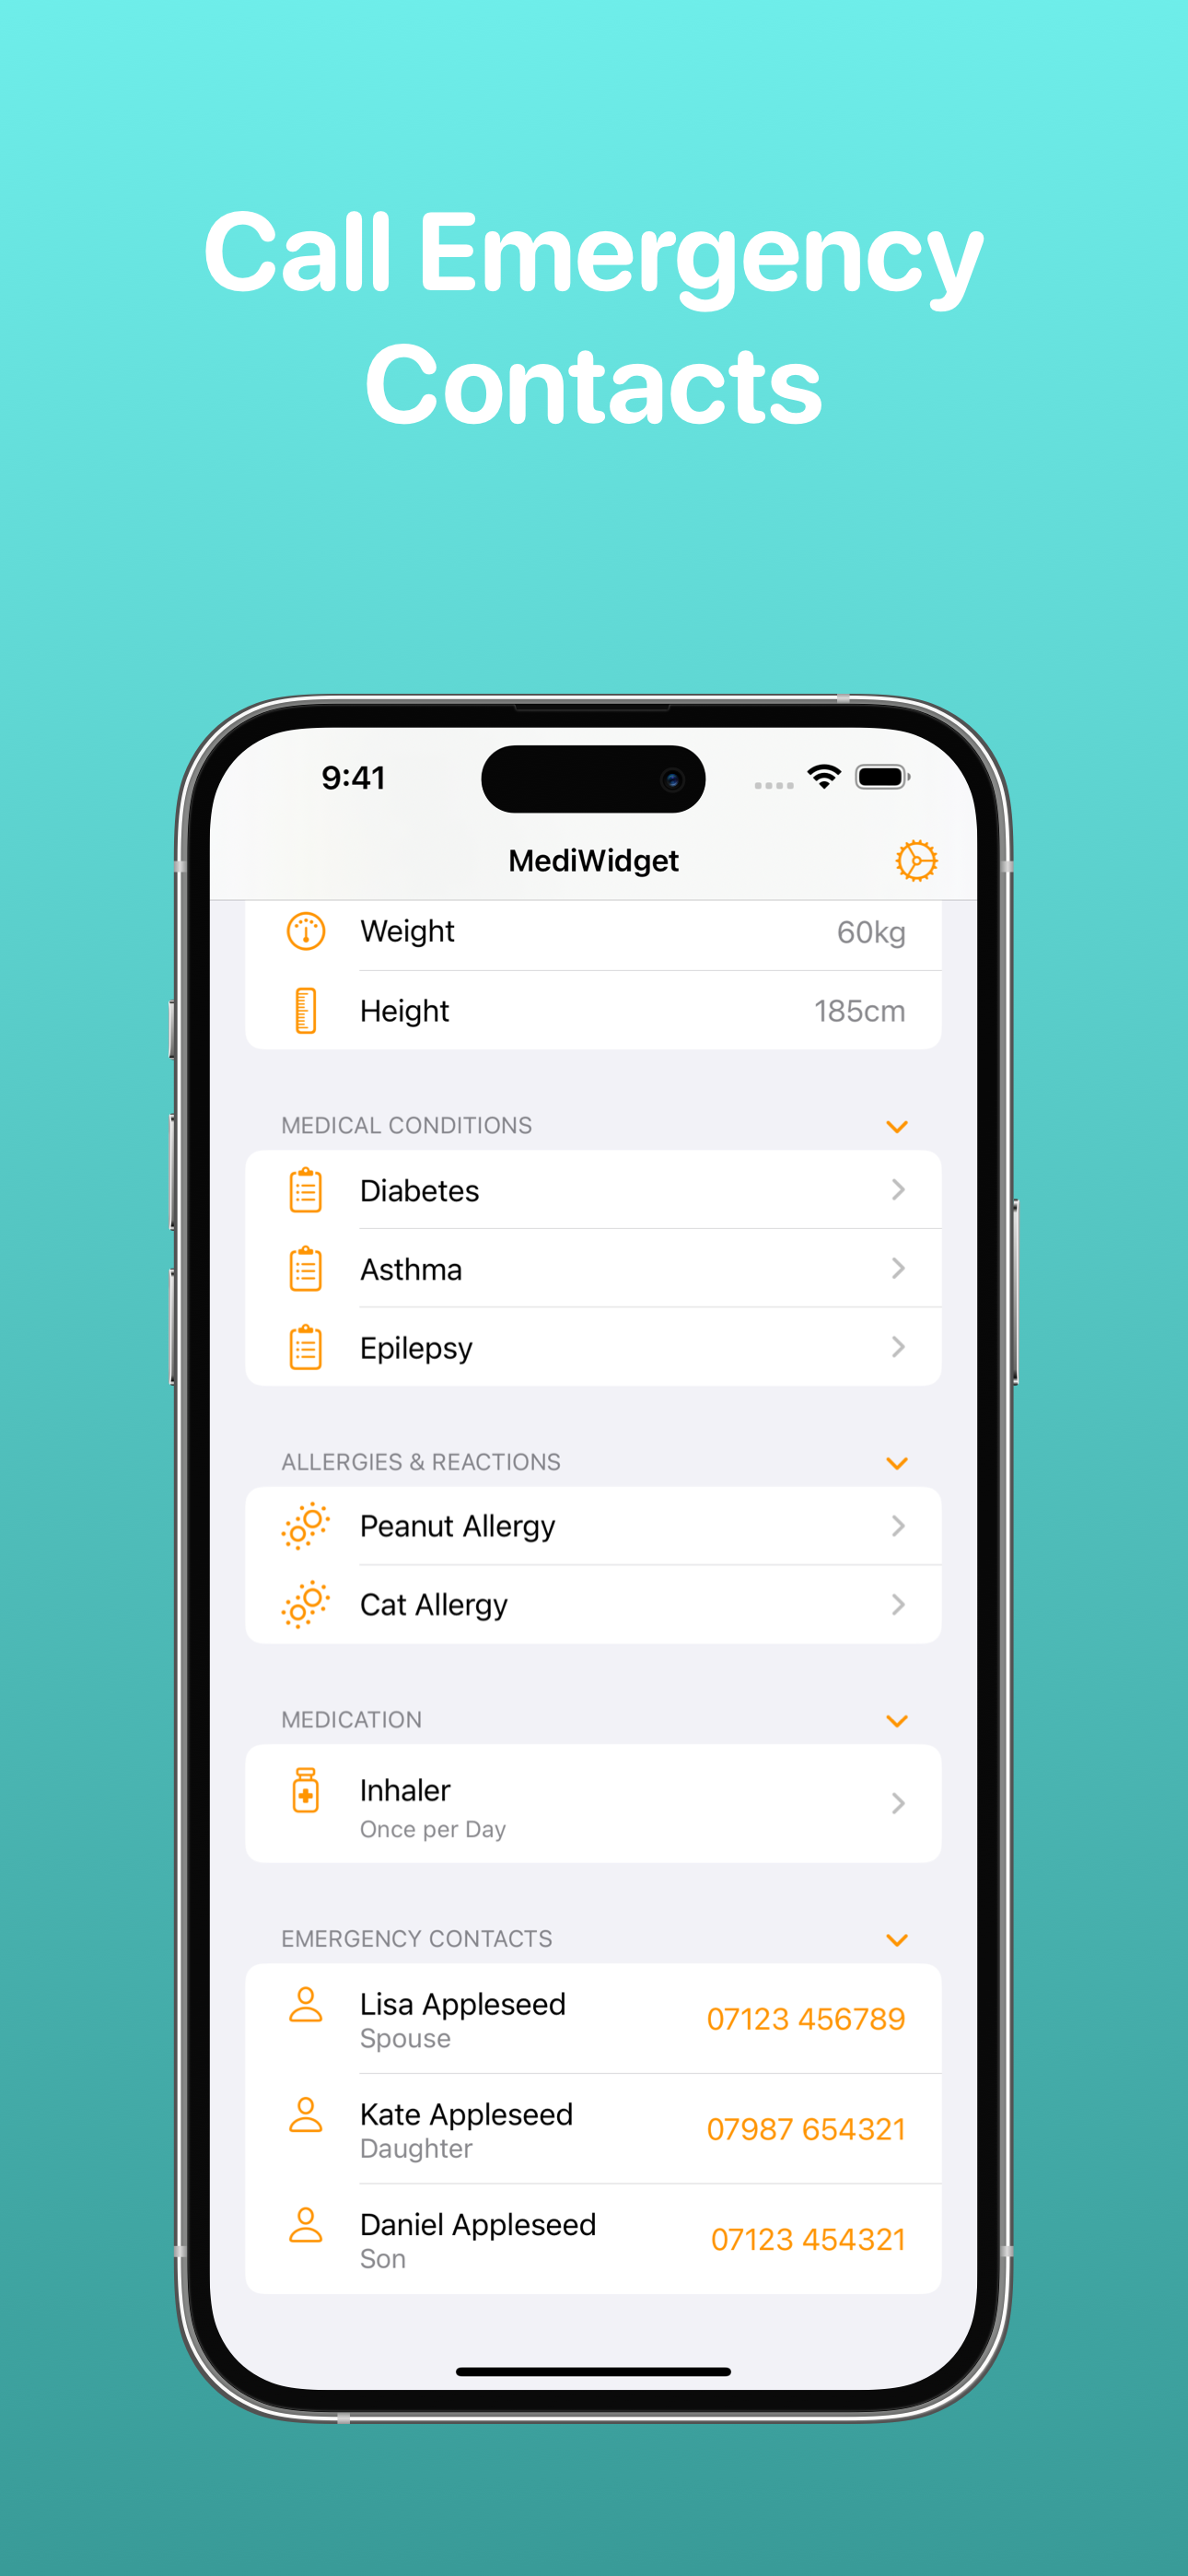 Call Emergency
Contacts
9:41
MediWidget
Weight 60kg
Height 185cm
MEDICAL CONDITIONS
Diabetes
Asthma
Epilepsy
ALLERGIES & REACTIONS
Peanut Allergy
Cat Allergy
MEDICATION
Inhaler
Once per Day
EMERGENCY CONTACTS
Lisa Appleseed
Spouse
07123 456789
Kate Appleseed
Daughter
07987 654321
Daniel Appleseed
Son
07123 454321